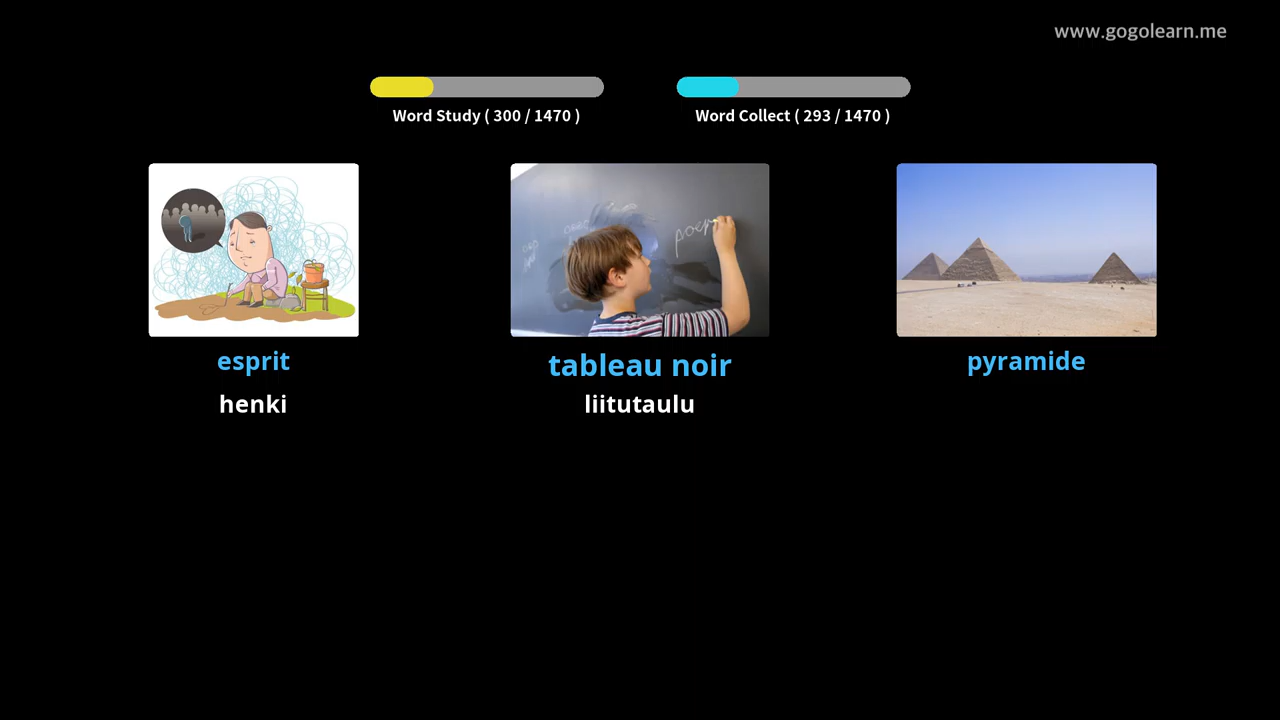 www.gogolearn.me
Word Study ( 300 / 1470 )
Word Collect ( 293 / 1470 )
esprit
tableau noir
pyramide
henki
liitutaulu